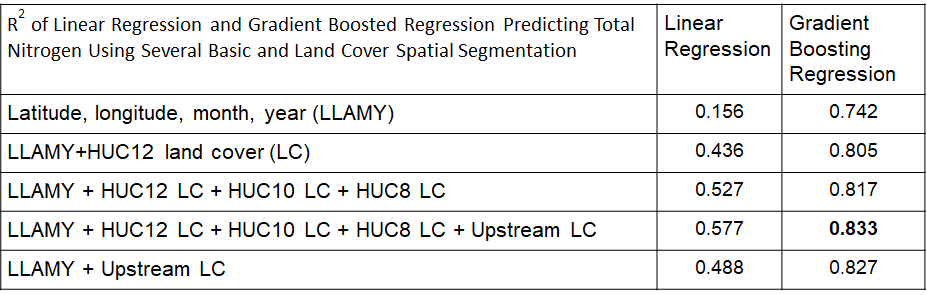 R² of Linear Regression and Gradient Boosted Regression Predicting Total
Nitrogen Using Several Basic and Land Cover Spatial Segmentation
Linear
Regression
Gradient
Boosting
Regression
Latitude, longitude, month, year (LLAMY) 0.156 0.742
LLAMY+HUC12 land cover (LC) 0.436 0.805
LLAMY + HUC12 LC + HUC10 LC + HUC8 LC 0.527 0.817
LLAMY + HUC12 LC + HUC10 LC + HUC8 LC + Upstream LC 0.577 0.833
LLAMY + Upstream LC 0.488 0.827